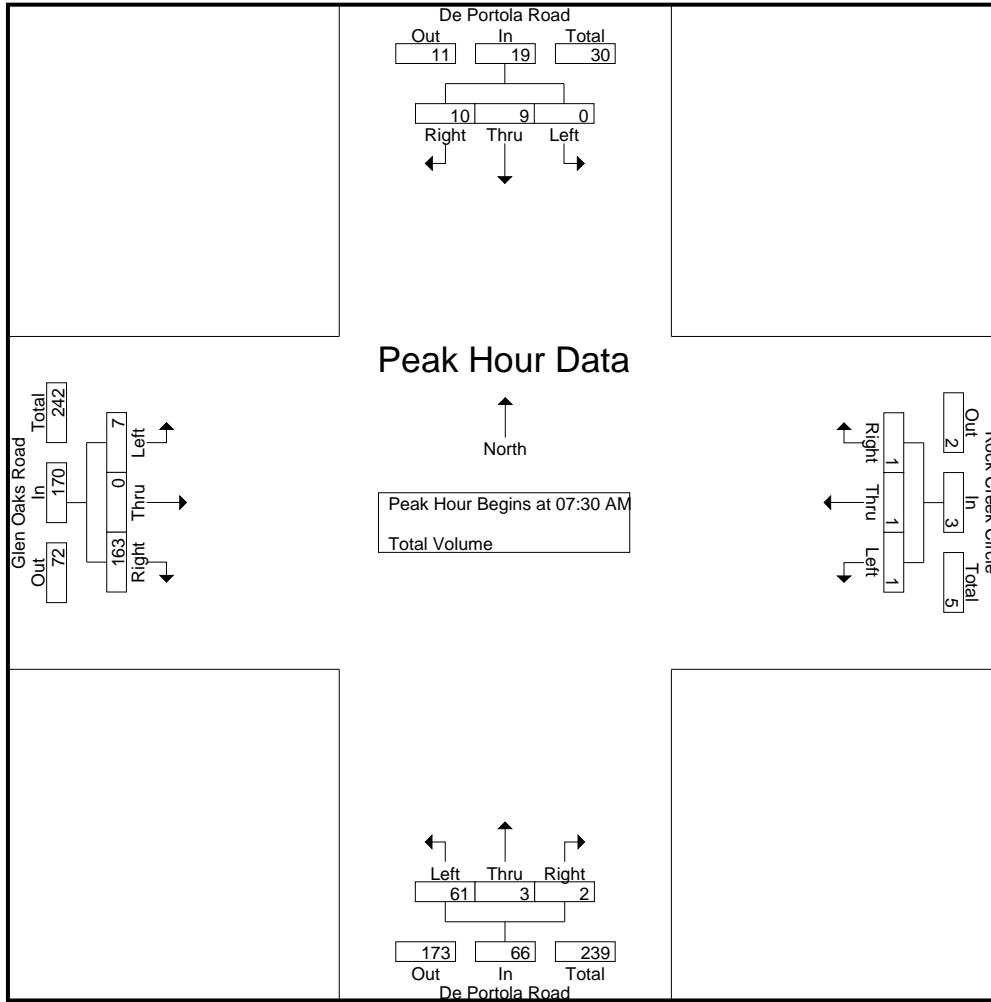 De Portola Road
Out In Total
11 19 30
10 9 0
Right Thru Left
Peak Hour Data
North
Peak Hour Begins at 07:30 AM
Total Volume
Glen Oaks Road
Out In Total
72 170 242
7 0 163
Left Thru Right
Rock Creek Circle
Out In Total
2 3 5
Right Thru Left
1 1 1
Left Thru Right
61 3 2
173 66 239
Out In Total
De Portola Road